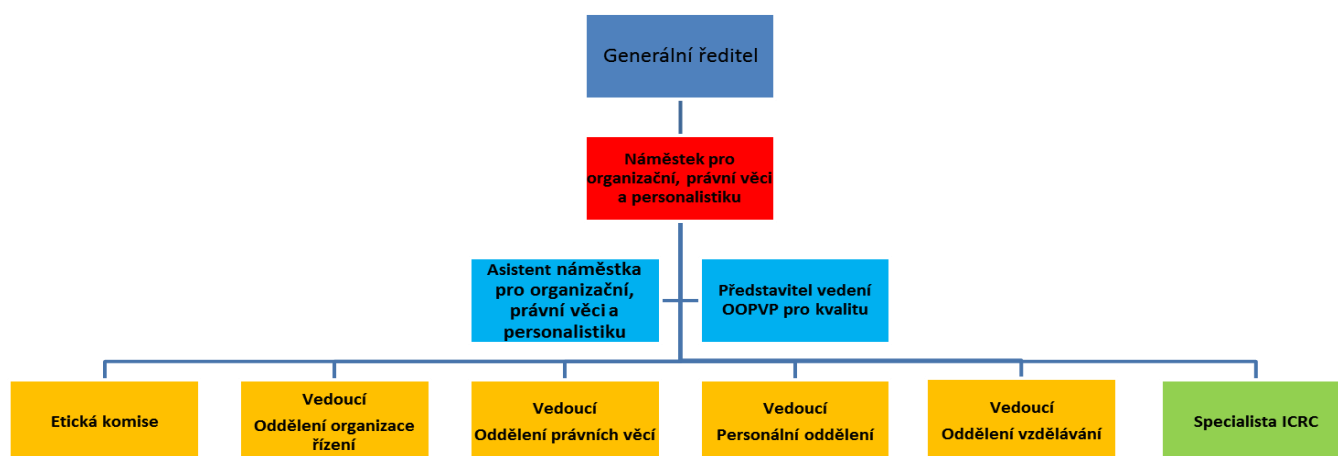 Generální ředitel
Náměstek pro
organizační, právní věci
a personalistiku
Asistent náměstka
pro organizační,
právní věci a
personalistiku
Představitel vedení
OOPVP pro kvalitu
Etická komise
Vedoucí
Oddělení organizace
řízení
Vedoucí
Oddělení právních věcí
Vedoucí
Personální oddělení
Vedoucí
Oddělení vzdělávání
Specialista ICRC